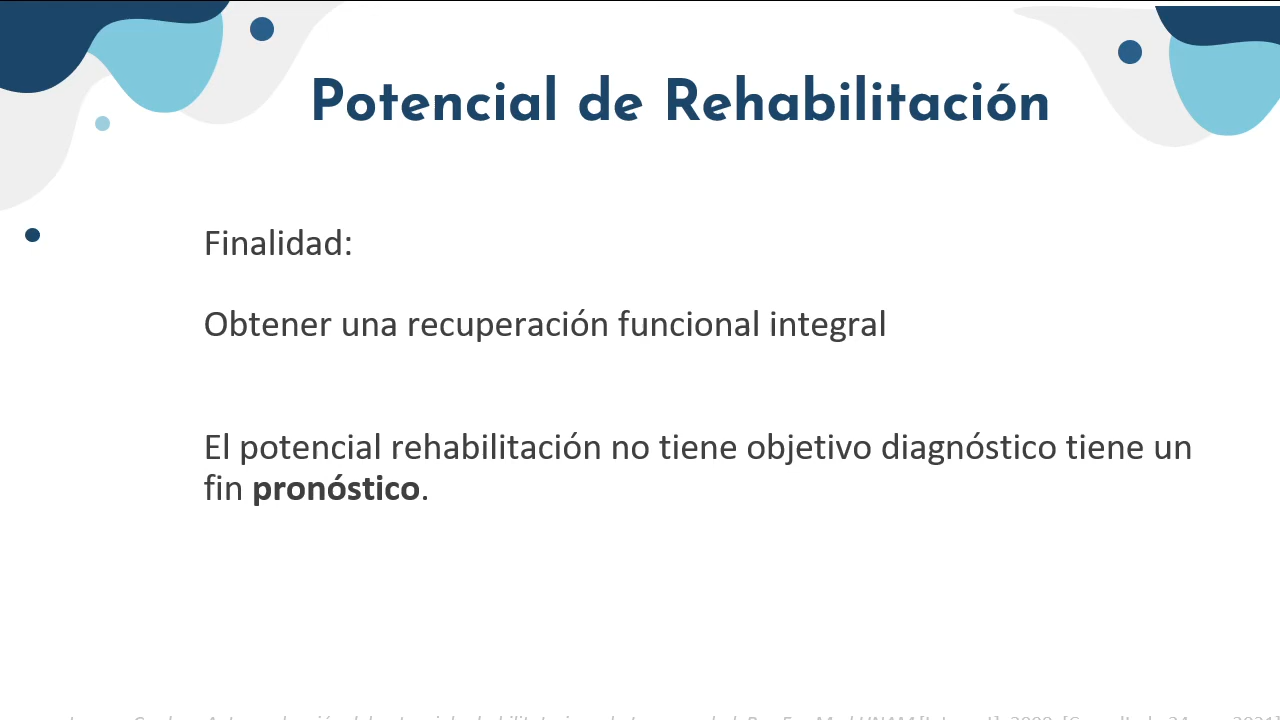 Potencial de Rehabilitación
Finalidad:
Obtener una recuperación funcional integral
El potencial rehabilitación no tiene objetivo diagnóstico tiene un
fin pronóstico.